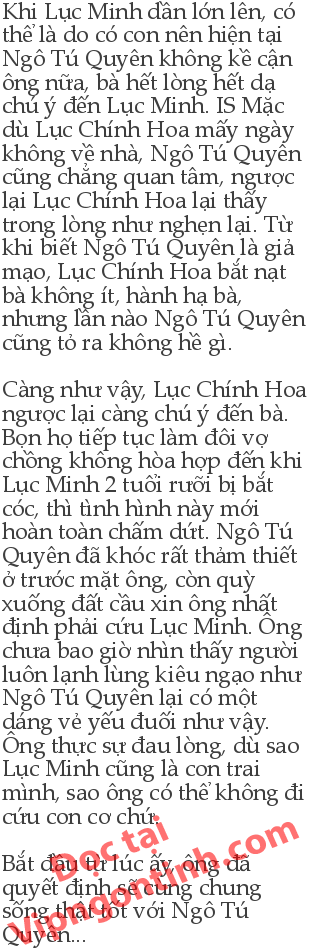 Khi Lục Minh dần lớn lên, có
thể là do có con nên hiện tại
Ngô Tú Quyên không kề cận
ông nữa, bà hết lòng hết dạ
chú ý đến Lục Minh. IS Mặc
dù Lục Chính Hoa mấy ngày
không về nhà, Ngô Tú Quyên
cũng chẳng quan tâm, ngược
lại Lục Chính Hoa lại thấy
trong lòng như nghẹn lại. Từ
khi biết Ngô Tú Quyên là giả
mạo, Lục Chính Hoa bắt nạt
bà không ít, hành hạ bà,
nhưng lần nào Ngô Tú Quyên
cũng tỏ ra không hề gì.

Càng như vậy, Lục Chính Hoa
ngược lại càng chú ý đến bà.
Bọn họ tiếp tục làm đôi vợ
chồng không hòa hợp đến khi
Lục Minh 2 tuổi rưỡi bị bắt
cóc, thì tình hình này mới
hoàn toàn chấm dứt. Ngô Tú
Quyên đã khóc rất thảm thiết
ở trước mặt ông, còn quỳ
xuống đất cầu xin ông nhất
định phải cứu Lục Minh. Ông
chưa bao giờ nhìn thấy người
luôn lạnh lùng kiêu ngạo như
Ngô Tú Quyên lại có một
dáng vẻ yếu đuối như vậy.
Ông thực sự đau lòng, dù sao
Lục Minh cũng là con trai
mình, sao ông có thể không đi
cứu con cơ chứ.

Bắt đầu từ lúc ấy, ông đã
quyết định sẽ cùng chung
sống thật tốt với Ngô Tú
Quyên...
Đọc tại
Vipngontinh.com